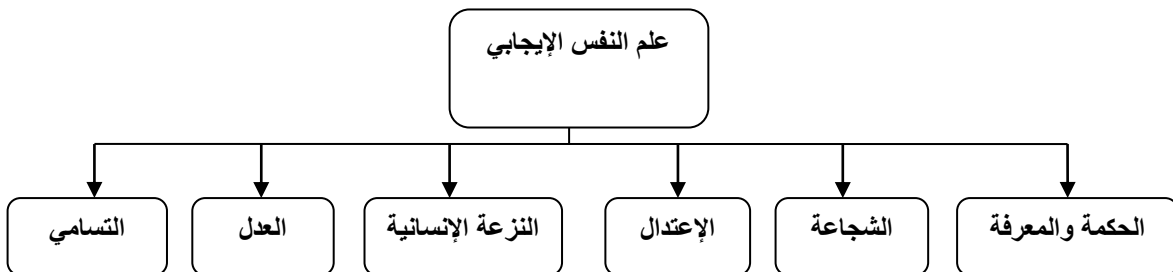 علم النفس الإيجابي
الحكمة والمعرفة
الشجاعة
الإعتدال
النزعة الإنسانية
العدل
التسامي